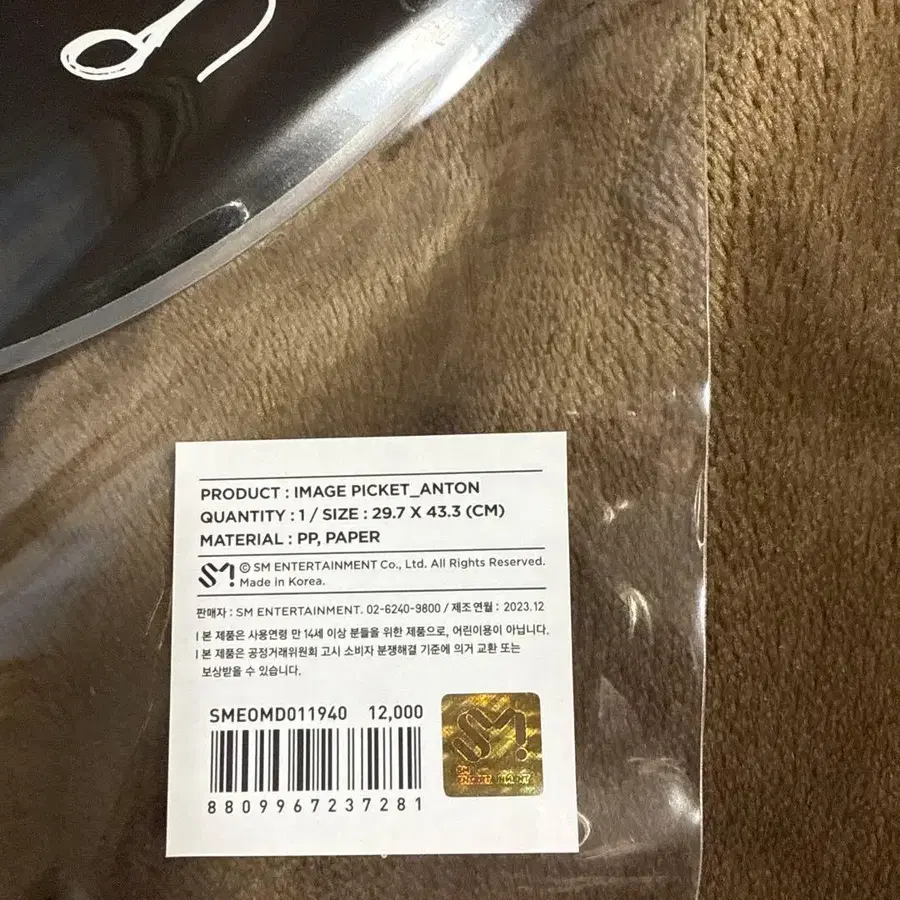 PRODUCT : IMAGE PICKET_ANTON
QUANTITY : 1 / SIZE : 29.7 X 43.3 (CM)
MATERIAL : PP, PAPER
SM! © SM ENTERTAINMENT Co., Ltd. All Rights Reserved.
Made in Korea.
판매자 : SM ENTERTAINMENT. 02-6240-9800 / 제조연월 : 2023.12
I 본 제품은 사용연령 만 14세 이상 분들을 위한 제품으로, 어린이용이 아닙니다.
I 본 제품은 공정거래위원회 고시 소비자 분쟁해결 기준에 의거 교환 또는
보상받을 수 있습니다.
SMEOMD011940 12,000
8809967237281
SM!
SM
ENTERTAINMENT